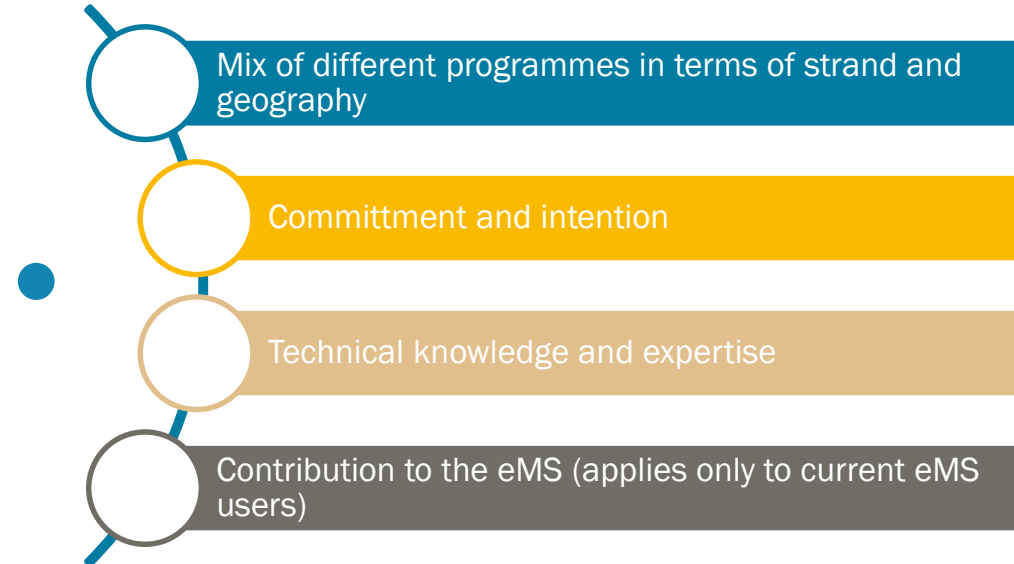 Mix of different programmes in terms of strand and
geography
Committment and intention
Technical knowledge and expertise
Contribution to the eMS (applies only to current eMS
users)